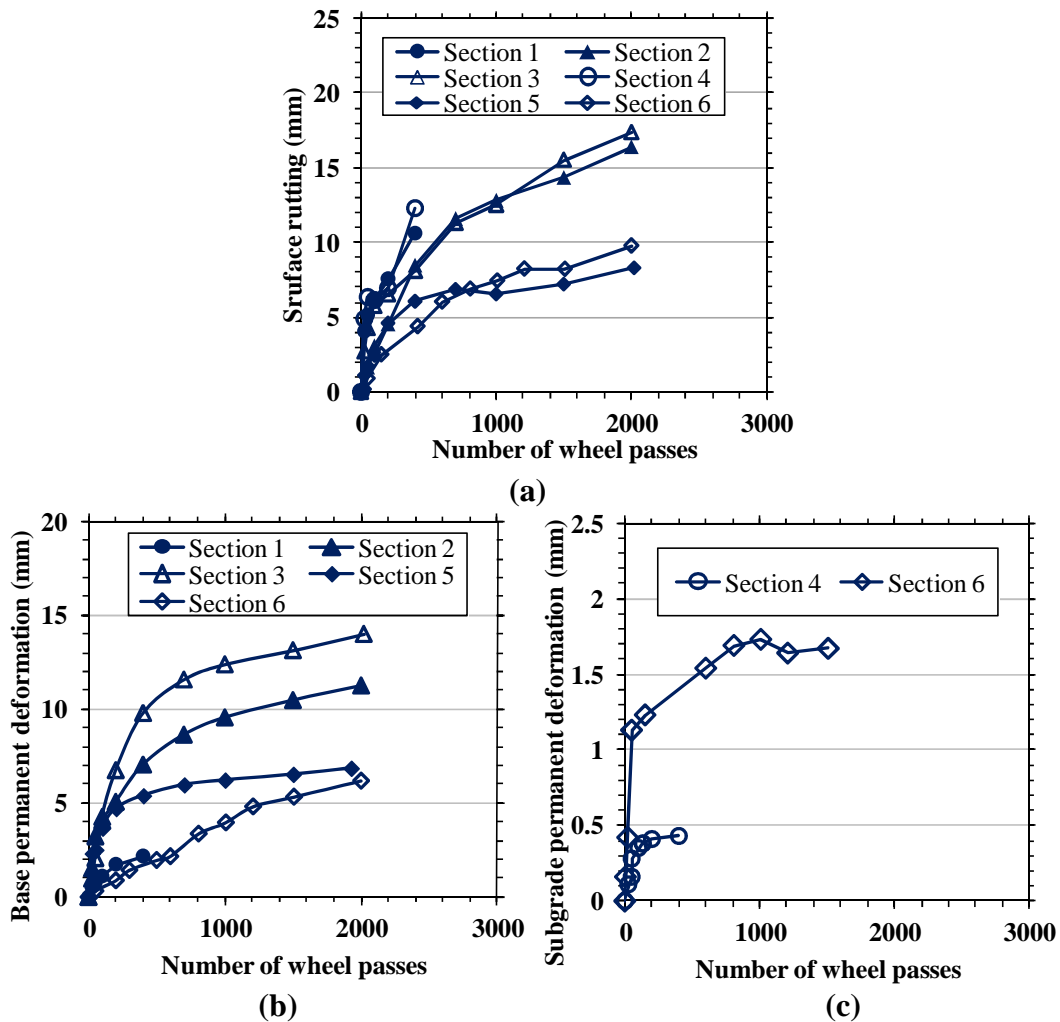 25
20
15
10
5
0
Sruface rutting (mm)
Section 1 Section 2
Section 3 Section 4
Section 5 Section 6
0 1000 2000 3000
Number of wheel passes
(a)
20
15
10
5
0
Base permanent deformation (mm)
Section 1 Section 2
Section 3 Section 5
Section 6
0 1000 2000 3000
Number of wheel passes
(b)
2.5
2
1.5
1
0.5
0
Subgrade permanent deformation (mm)
Section 4 Section 6
0 1000 2000 3000
Number of wheel passes
(c)